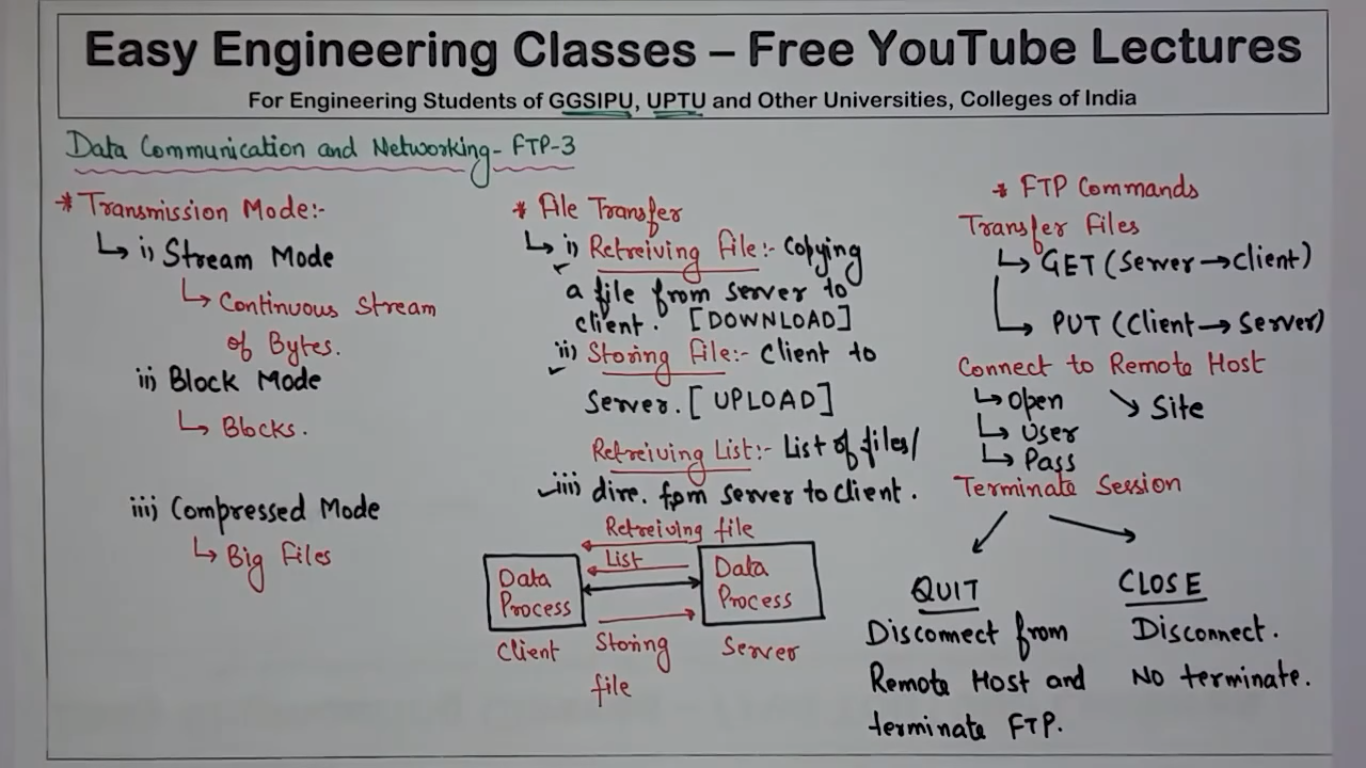 Easy Engineering Classes – Free YouTube Lectures
For Engineering Students of GGSIPU, UPTU and Other Universities, Colleges of India
Data Communication and Networking- FTP-3
* Transmission Mode:-
↳ i) Stream Mode
↳ Continuous Stream
of Bytes.
ii) Block Mode
↳ Blocks.
iii) Compressed Mode
↳ Big Files
* File Transfer
↳ i) Retreiving File:- Copying
a file from server to
client. [DOWNLOAD]
ii) Storing File:- Client to
Server. [UPLOAD]
Retreiving List:- List of files/
iii) dire. from server to client.
Retreiving file
List
Data
Process
Data
Process
Client
Storing
file
Server
* FTP Commands
Transfer Files
↳ GET (Server → Client)
↳ PUT (Client → Server)
Connect to Remote Host
↳ Open
↘ Site
↳ User
↳ Pass
Terminate Session
QUIT
Disconnect from
Remote Host and
terminate FTP.
CLOSE
Disconnect.
No terminate.